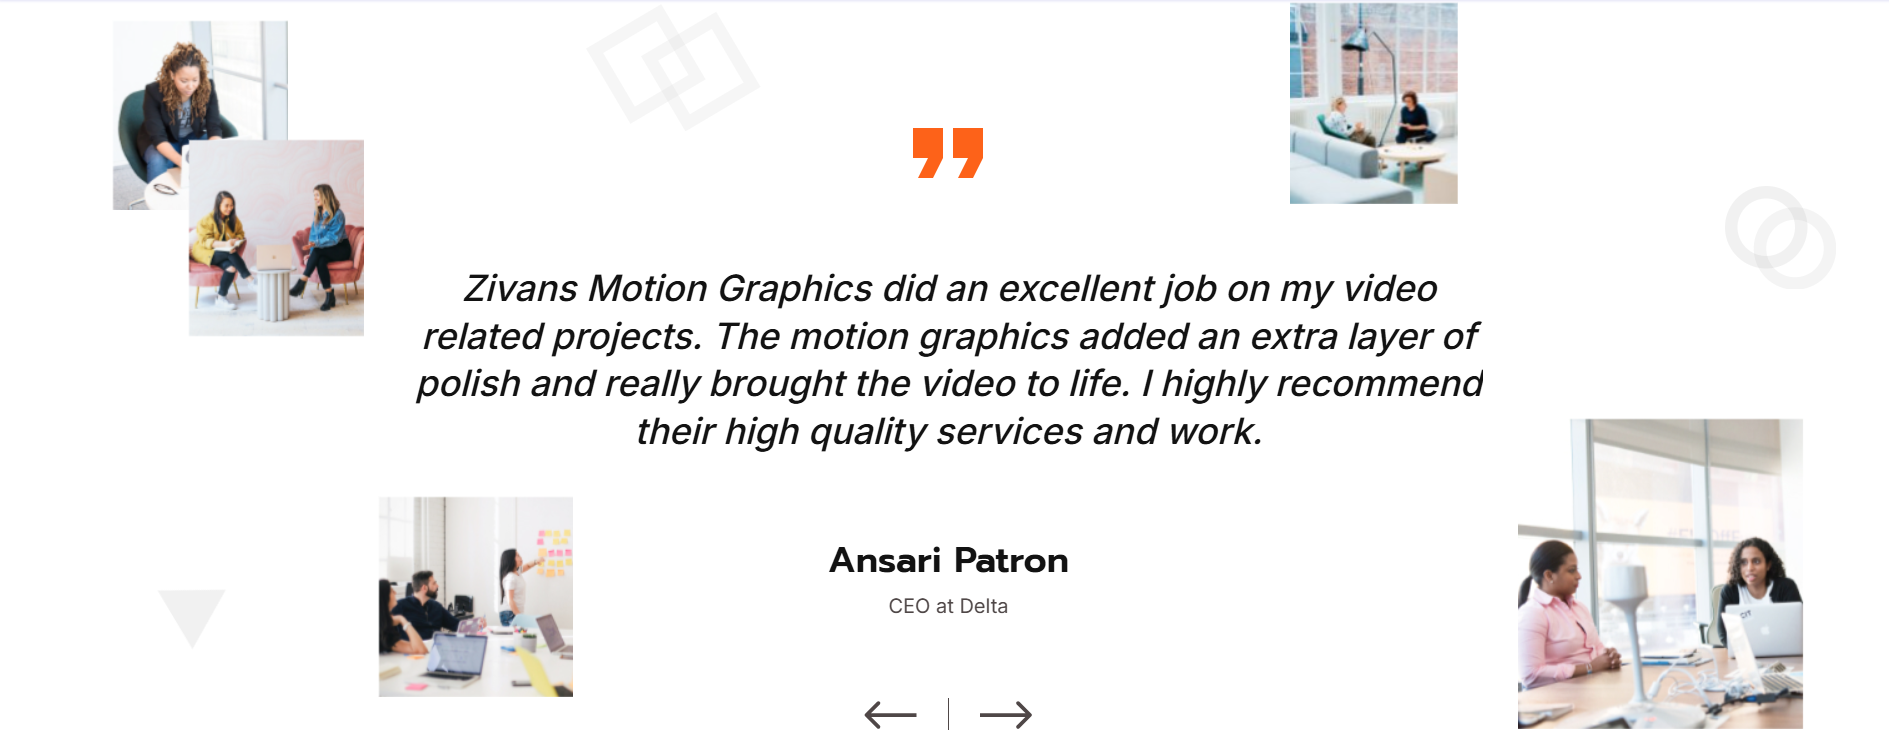 Zivans Motion Graphics did an excellent job on my video
related projects. The motion graphics added an extra layer of
polish and really brought the video to life. I highly recommend
their high quality services and work.
Ansari Patron
CEO at Delta